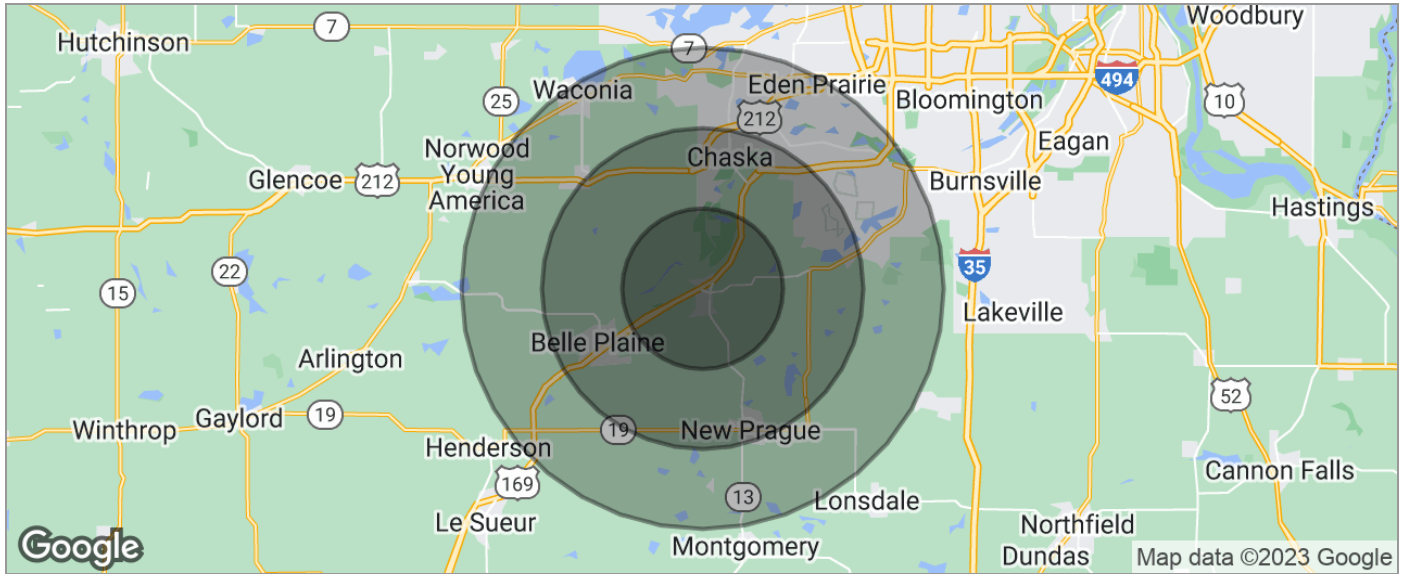 Woodbury
7
Hutchinson
7
Eden Prairie
494
Waconia
25
Bloomington
10
212
Eagan
Norwood
Young
America
Chaska
Glencoe
212
Burnsville
Hastings
22
35
15
Lakeville
Belle Plaine
Arlington
52
Gaylord
19
Winthrop
19
New Prague
Henderson
169
Cannon Falls
13
Lonsdale
Le Sueur
Northfield
Montgomery
Dundas
Google
Map data ©2023 Google